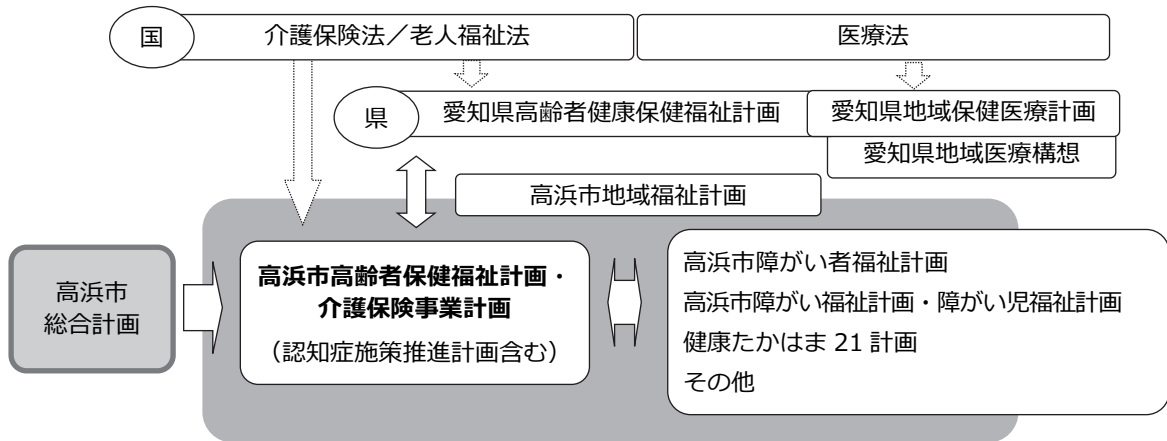 国
介護保険法／老人福祉法
医療法
県
愛知県高齢者健康保健福祉計画
愛知県地域保健医療計画
愛知県地域医療構想
高浜市地域福祉計画
高浜市
総合計画
高浜市高齢者保健福祉計画・
介護保険事業計画
（認知症施策推進計画含む）
高浜市障がい者福祉計画
高浜市障がい福祉計画・障がい児福祉計画
健康たかはま 21 計画
その他